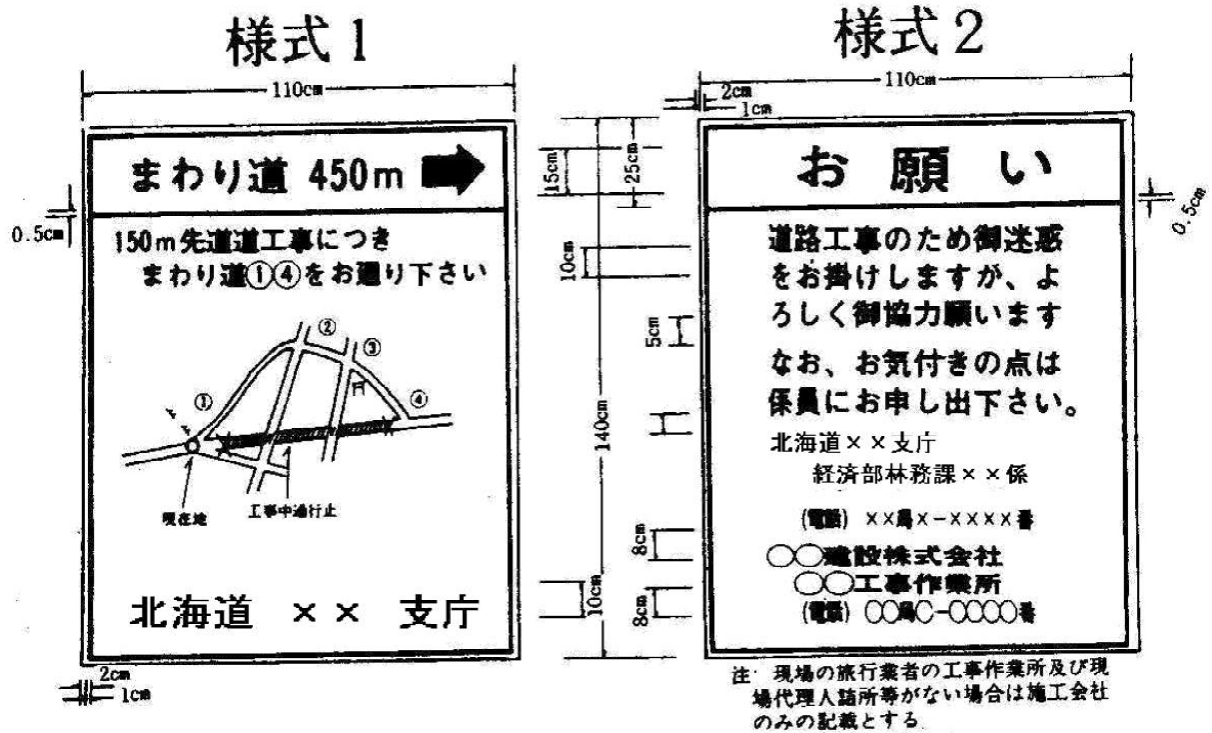 様式1
110cm
まわり道 450m
0.5cm
150m先道道工事につき
まわり道①④をお廻り下さい
①
②
③
④
現在地
工事中通行止
北海道 ×× 支庁
2cm
1cm
15cm
25cm
10cm
5cm
140cm
8cm
10cm
8cm
様式2
110cm
2cm
1cm
お願い
0.5cm
道路工事のため御迷惑
をお掛けしますが、よ
ろしく御協力願います
なお、お気付きの点は
係員にお申し出下さい。
北海道××支庁
経済部林務課××係
(電話) ××局×-××××番
○○建設株式会社
○○工事作業所
(電話) ○○局○-○○○○番
注 現場の旅行業者の工事作業所及び現
場代理人詰所等がない場合は施工会社
のみの記載とする